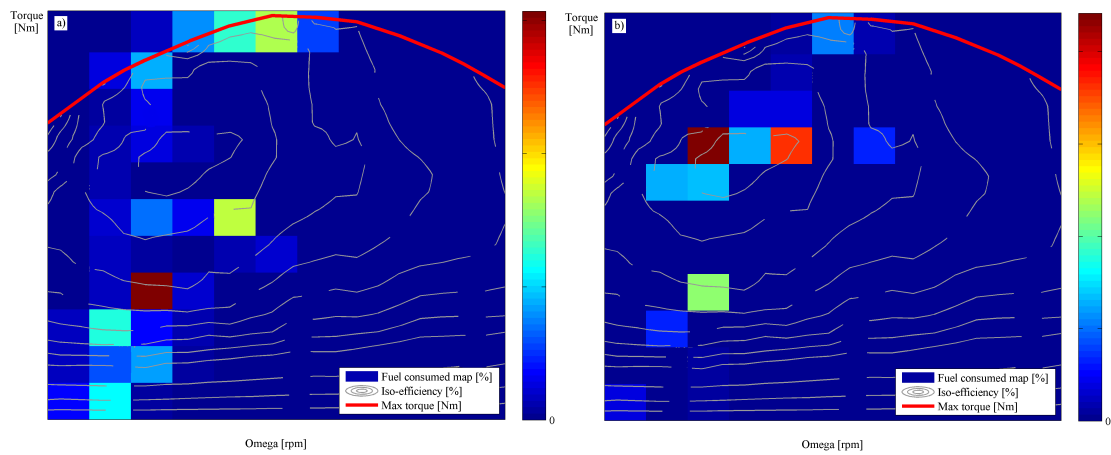 Torque
[Nm]
a)
Fuel consumed map [%]
Iso-efficiency [%]
Max torque [Nm]
0
Omega [rpm]
Torque
[Nm]
b)
Fuel consumed map [%]
Iso-efficiency [%]
Max torque [Nm]
0
Omega [rpm]